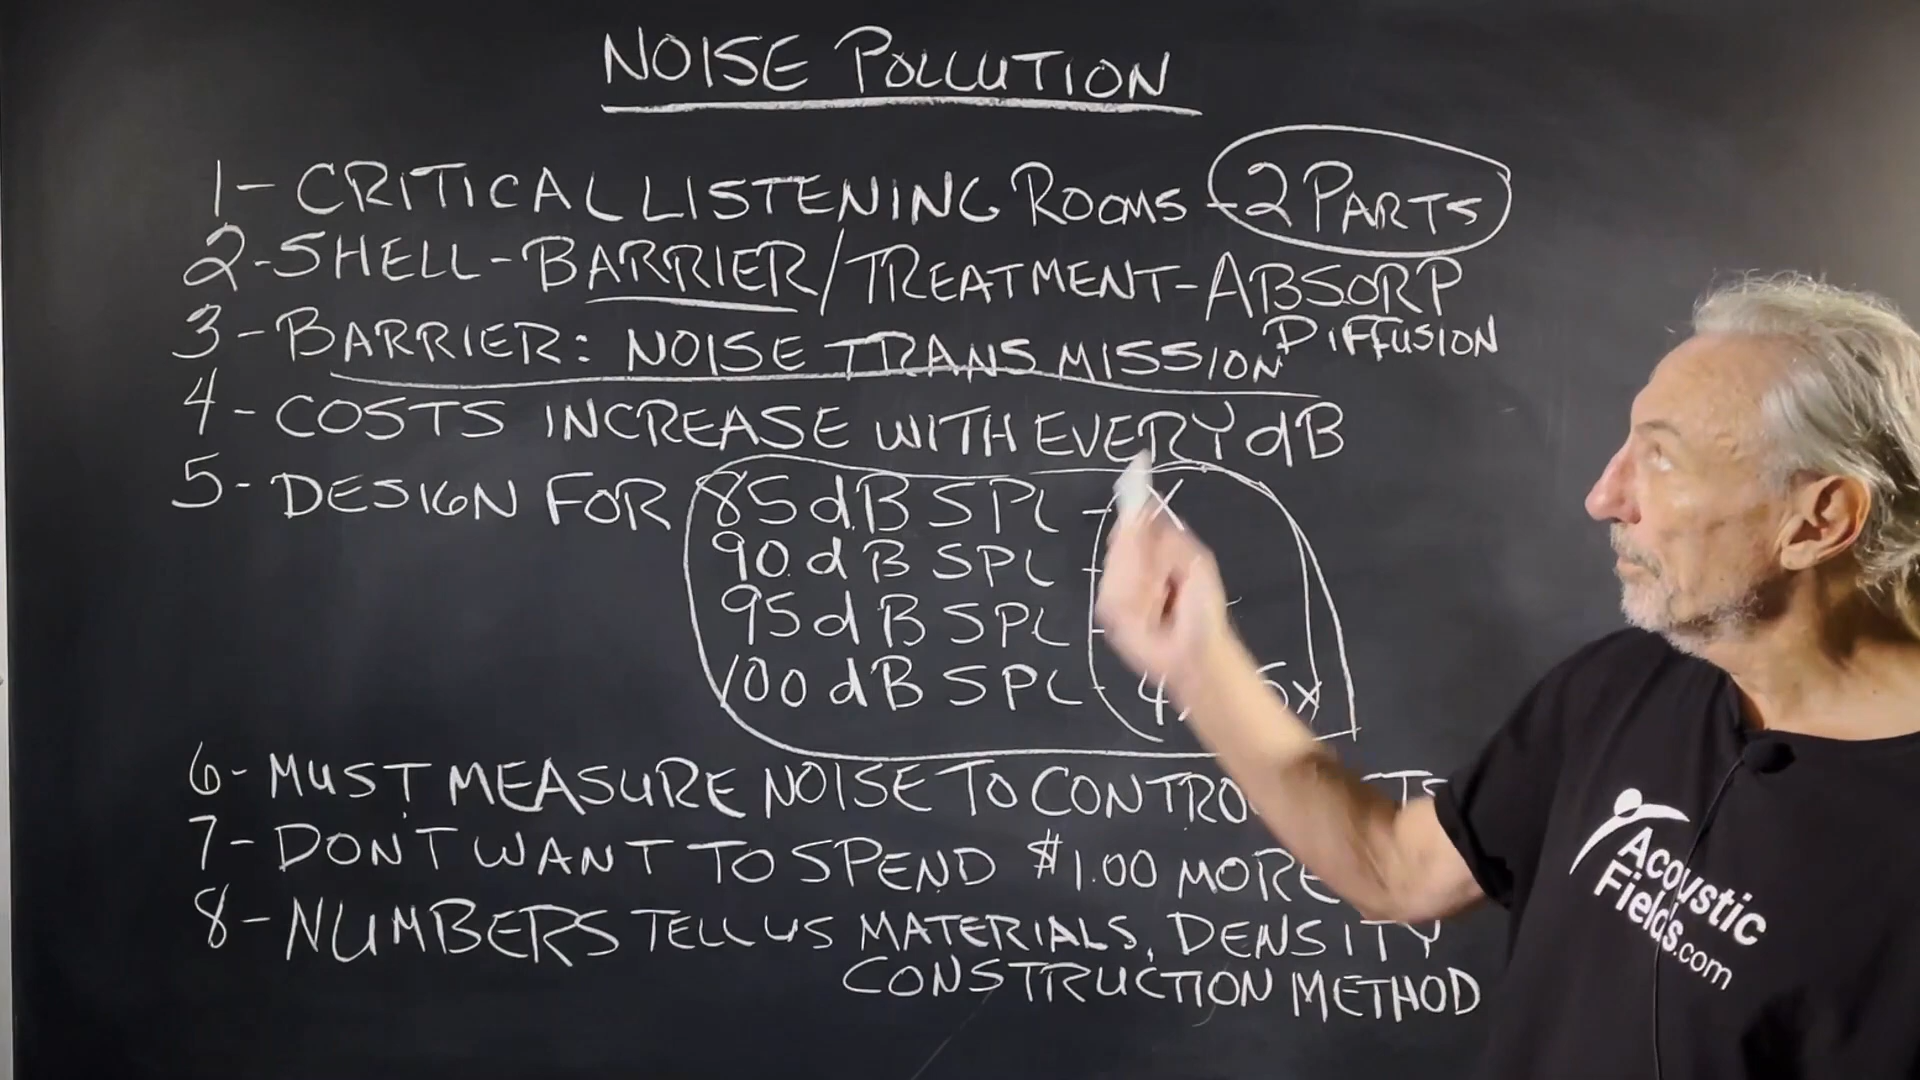 NOISE POLLUTION
1- CRITICAL LISTENING ROOMS - 2 PARTS
2- SHELL - BARRIER / TREATMENT - ABSORP
DIFFUSION
3- BARRIER: NOISE TRANSMISSION
4- COSTS INCREASE WITH EVERY dB
5- DESIGN FOR 85 dB SPL - X
90 dB SPL -
95 dB SPL -
100 dB SPL - 4x
6- MUST MEASURE NOISE TO
7- DON'T WANT TO SPEND $1.00 MORE
8- NUMBERS TELL US MATERIALS, DENSITY
CONSTRUCTION METHOD
Acoustic
Fields.com